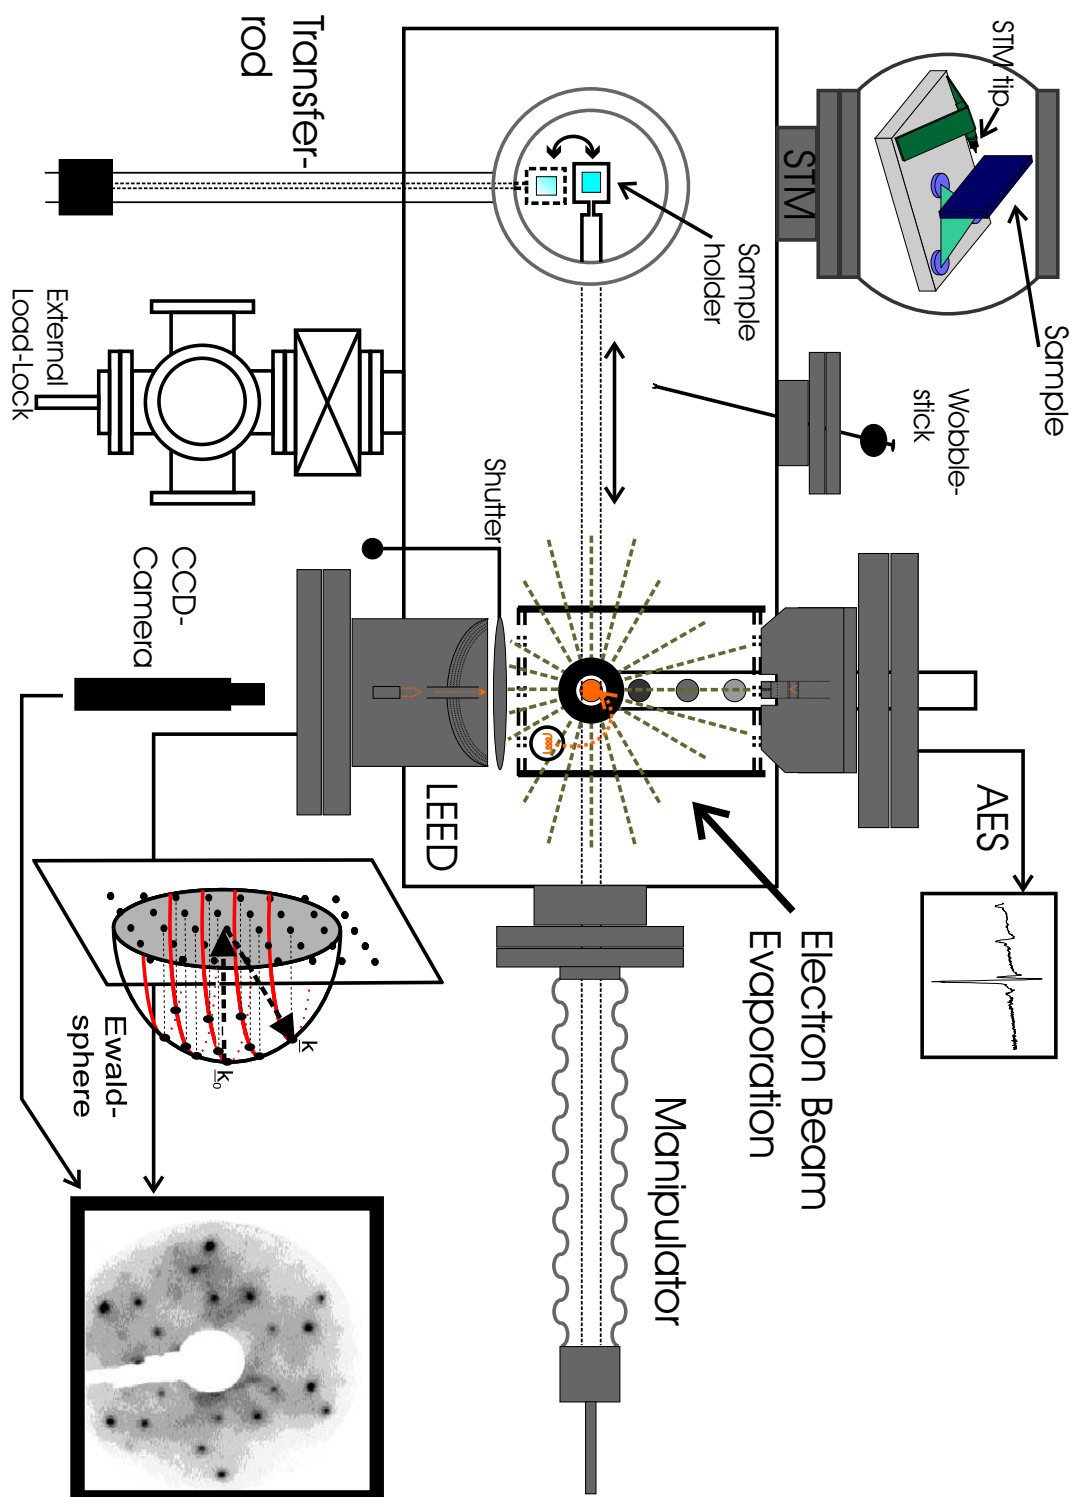 Transfer-
rod
STM tip
STM
Sample
Sample
holder
External
Load-Lock
Wobble-
stick
Shutter
CCD-
Camera
LEED
AES
Electron Beam
Evaporation
Ewald-
sphere
k
k0
Manipulator